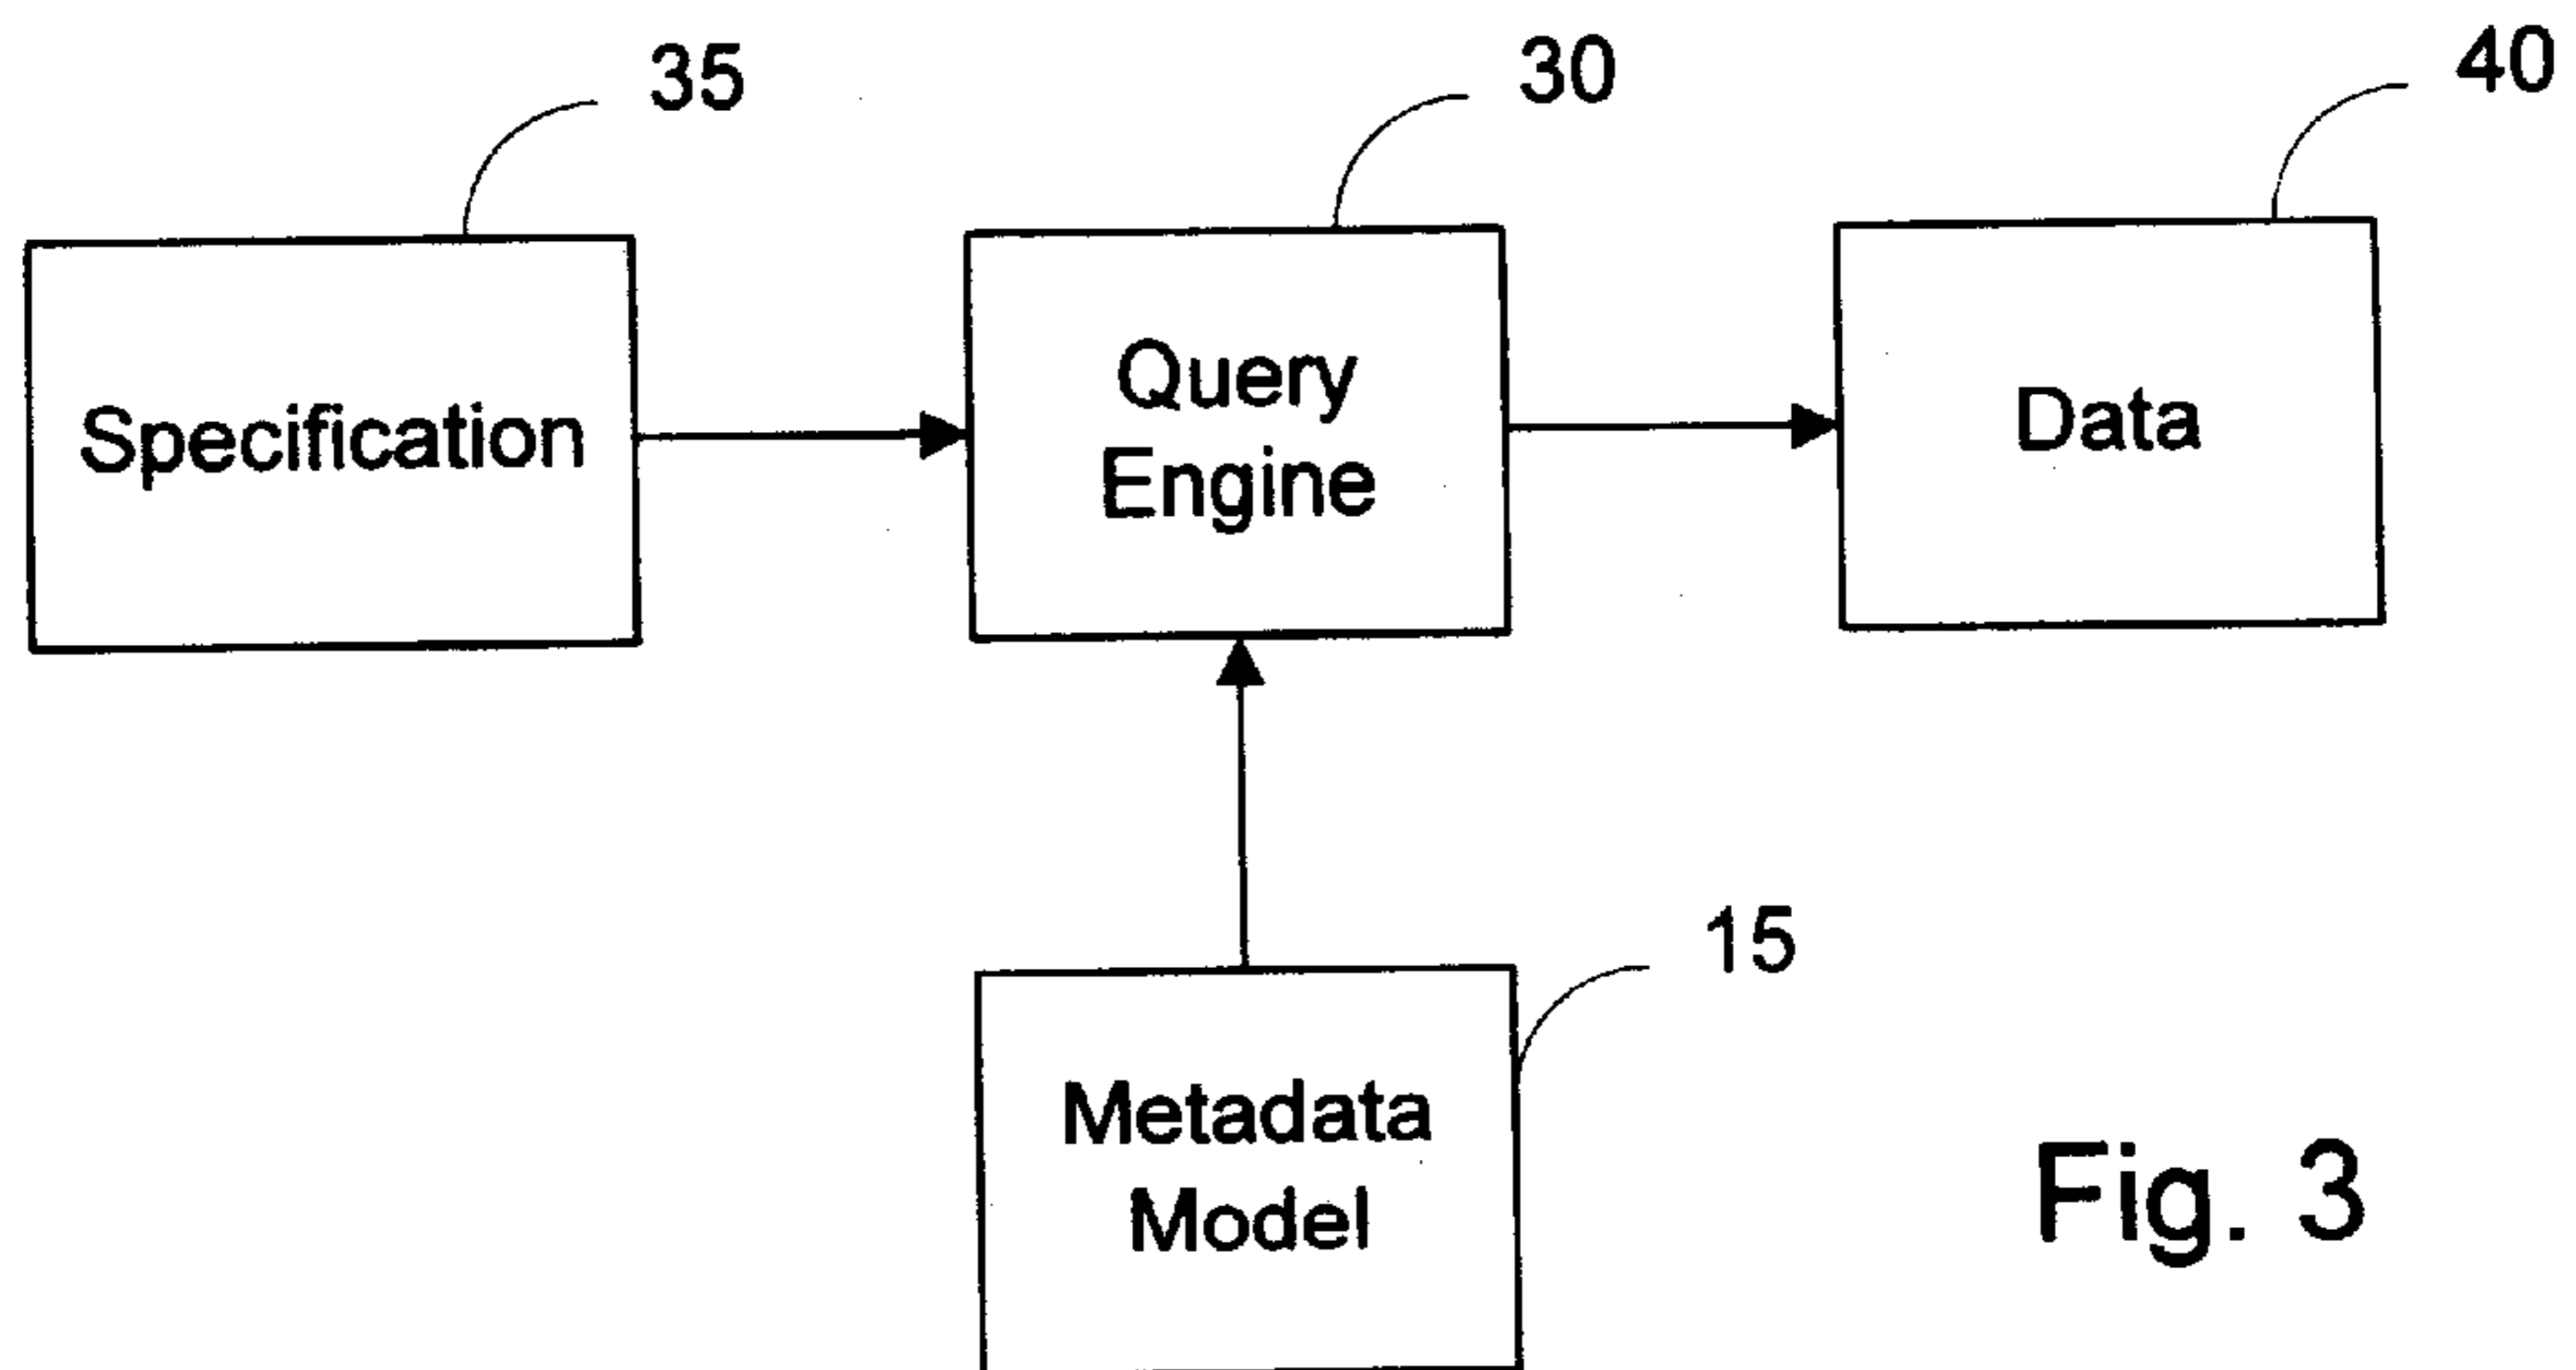 35
30
40
Specification
Query
Engine
Data
15
Metadata
Model
Fig. 3